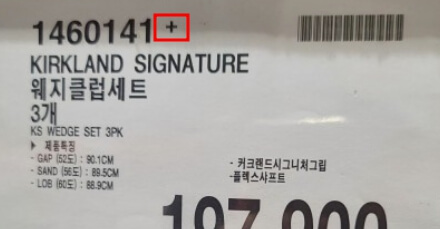 1460141 +
KIRKLAND SIGNATURE
웨지클럽세트
3개
KS WEDGE SET 3PK
▶ 제품특징
- GAP (52도) : 90.1CM
- SAND (56도) : 89.5CM
- LOB (60도) : 88.9CM
- 커크랜드시그니처그립
-플렉스샤프트
197,900